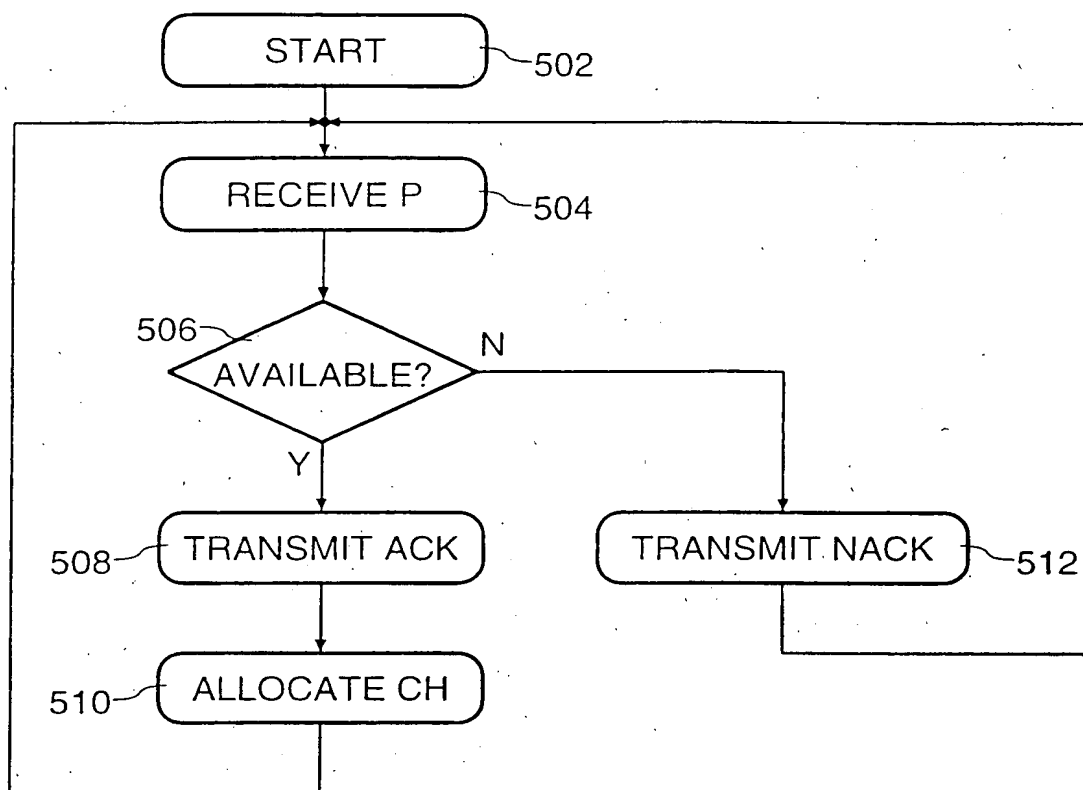 START
502
RECEIVE P
504
506
AVAILABLE?
N
Y
TRANSMIT ACK
508
TRANSMIT NACK
512
ALLOCATE CH
510